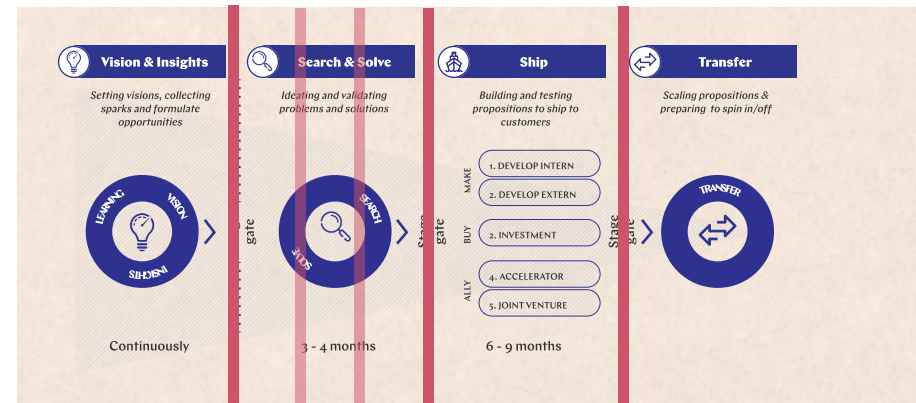 Vision & Insights
Setting visions, collecting
sparks and formulate
opportunities
LEARNING
VISION
INSIGHTS
gate
Continuously
Search & Solve
Ideating and validating
problems and solutions
SEARCH
SOLVE
gate
3 - 4 months
Ship
Building and testing
propositions to ship to
customers
MAKE
1. DEVELOP INTERN
2. DEVELOP EXTERN
BUY
2. INVESTMENT
ALLY
4. ACCELERATOR
5. JOINT VENTURE
6 - 9 months
Stage
gate
Transfer
Scaling propositions &
preparing to spin in/off
TRANSFER